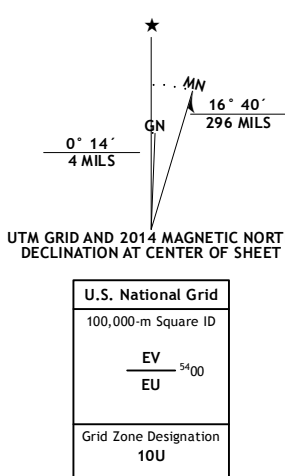 ★
MN
GN
16° 40´
296 MILS
0° 14´
4 MILS
UTM GRID AND 2014 MAGNETIC NORT
DECLINATION AT CENTER OF SHEET
U.S. National Grid
100,000-m Square ID
EV
5400
EU
Grid Zone Designation
10U